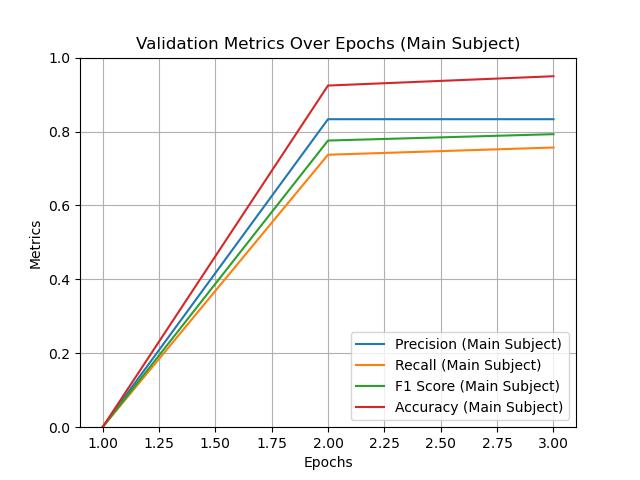 Validation Metrics Over Epochs (Main Subject)
1.0
0.8
0.6
0.4
0.2
0.0
Metrics
Precision (Main Subject)
Recall (Main Subject)
F1 Score (Main Subject)
Accuracy (Main Subject)
1.00 1.25 1.50 1.75 2.00 2.25 2.50 2.75 3.00
Epochs